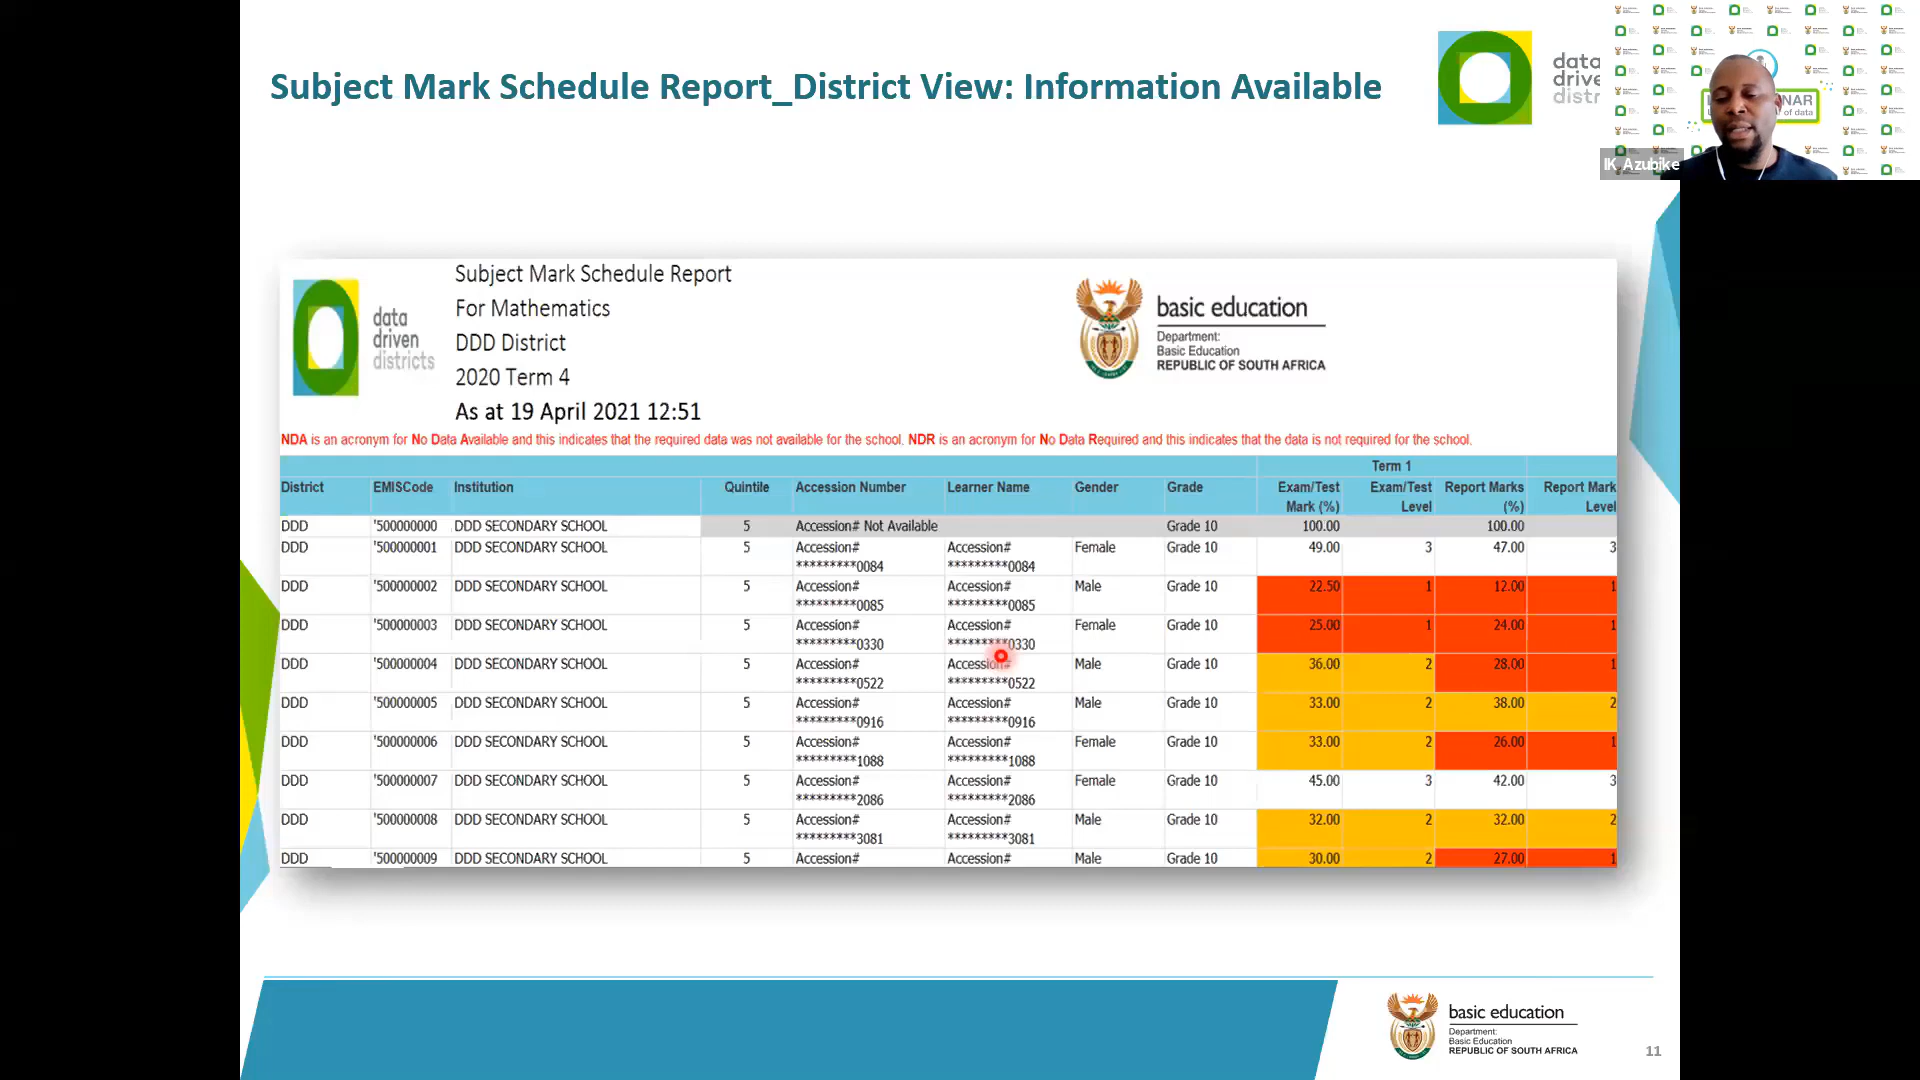 Subject Mark Schedule Report_District View: Information Available
data
drive
distr
NAR
of data
IK_Azubike
Subject Mark Schedule Report
For Mathematics
DDD District
2020 Term 4
As at 19 April 2021 12:51
data
driven
districts
basic education
Department:
Basic Education
REPUBLIC OF SOUTH AFRICA
NDA is an acronym for No Data Available and this indicates that the required data was not available for the school. NDR is an acronym for No Data Required and this indicates that the data is not required for the school.
Term 1
District EMISCode Institution Quintile Accession Number Learner Name Gender Grade Exam/Test Exam/Test Report Marks Report Mark
Mark (%) Level (%) Level
DDD '500000000 DDD SECONDARY SCHOOL 5 Accession# Not Available Grade 10 100.00 100.00
DDD '500000001 DDD SECONDARY SCHOOL 5 Accession# Accession# Female Grade 10 49.00 3 47.00 3
*********0084 *********0084
DDD '500000002 DDD SECONDARY SCHOOL 5 Accession# Accession# Male Grade 10 22.50 1 12.00 1
*********0085 *********0085
DDD '500000003 DDD SECONDARY SCHOOL 5 Accession# Accession# Female Grade 10 25.00 1 24.00 1
*********0330 *********0330
DDD '500000004 DDD SECONDARY SCHOOL 5 Accession# Accession# Male Grade 10 36.00 2 28.00 1
*********0522 *********0522
DDD '500000005 DDD SECONDARY SCHOOL 5 Accession# Accession# Male Grade 10 33.00 2 38.00 2
*********0916 *********0916
DDD '500000006 DDD SECONDARY SCHOOL 5 Accession# Accession# Female Grade 10 33.00 2 26.00 1
*********1088 *********1088
DDD '500000007 DDD SECONDARY SCHOOL 5 Accession# Accession# Female Grade 10 45.00 3 42.00 3
*********2086 *********2086
DDD '500000008 DDD SECONDARY SCHOOL 5 Accession# Accession# Male Grade 10 32.00 2 32.00 2
*********3081 *********3081
DDD '500000009 DDD SECONDARY SCHOOL 5 Accession# Accession# Male Grade 10 30.00 2 27.00 1
basic education
Department:
Basic Education
REPUBLIC OF SOUTH AFRICA
11